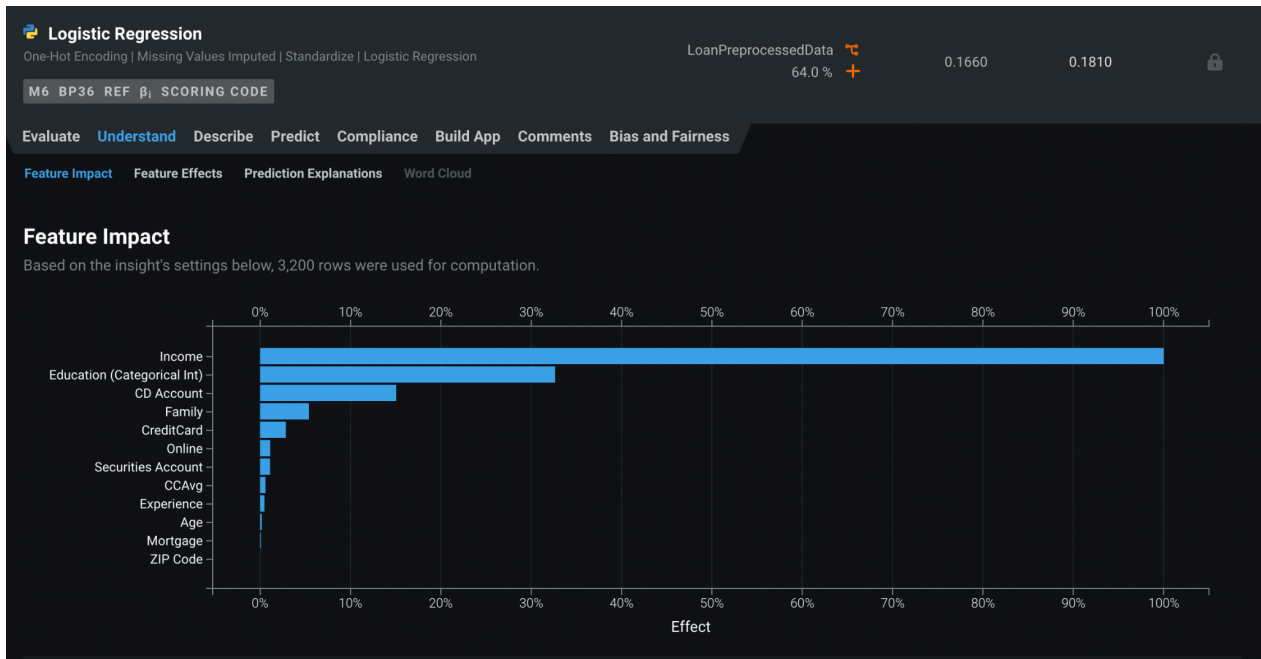 Logistic Regression
One-Hot Encoding | Missing Values Imputed | Standardize | Logistic Regression
M6 BP36 REF βi SCORING CODE
LoanPreprocessedData
64.0 %
0.1660
0.1810
Evaluate Understand Describe Predict Compliance Build App Comments Bias and Fairness
Feature Impact Feature Effects Prediction Explanations Word Cloud
Feature Impact
Based on the insight's settings below, 3,200 rows were used for computation.
0% 10% 20% 30% 40% 50% 60% 70% 80% 90% 100%
Income
Education (Categorical Int)
CD Account
Family
CreditCard
Online
Securities Account
CCAvg
Experience
Age
Mortgage
ZIP Code
0% 10% 20% 30% 40% 50% 60% 70% 80% 90% 100%
Effect